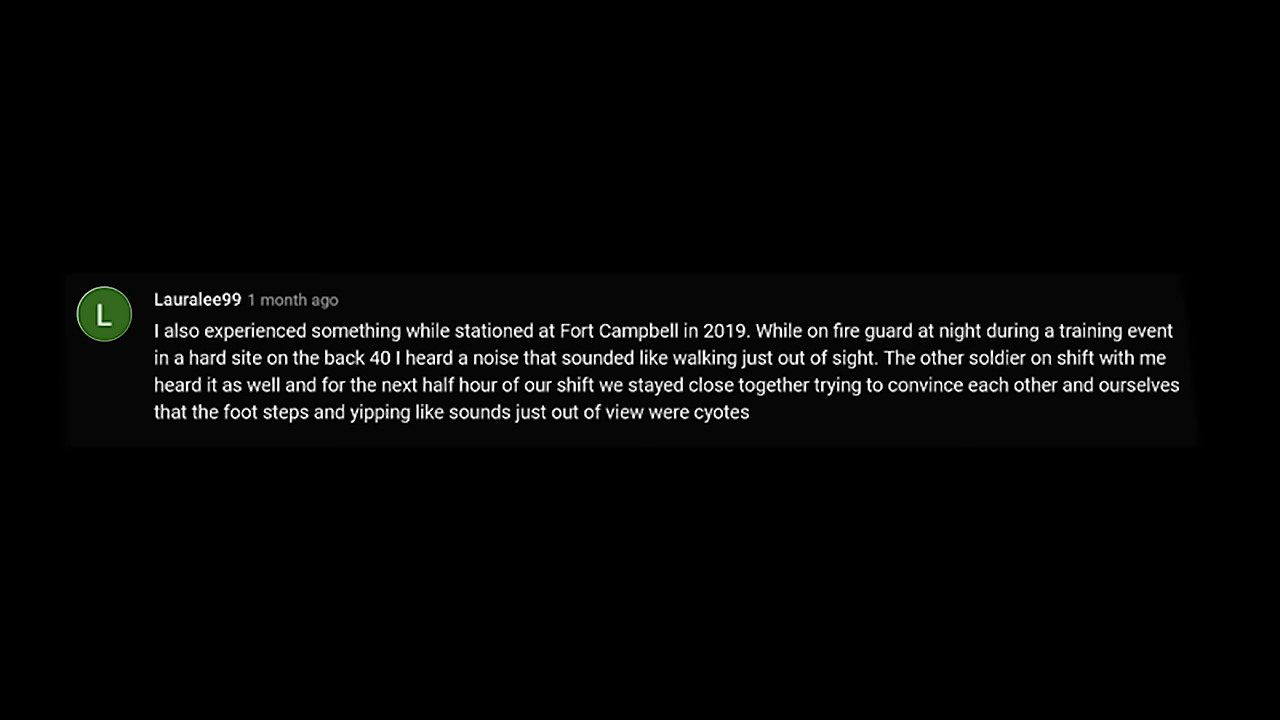 L
Lauralee99 1 month ago
I also experienced something while stationed at Fort Campbell in 2019. While on fire guard at night during a training event
in a hard site on the back 40 I heard a noise that sounded like walking just out of sight. The other soldier on shift with me
heard it as well and for the next half hour of our shift we stayed close together trying to convince each other and ourselves
that the foot steps and yipping like sounds just out of view were cyotes